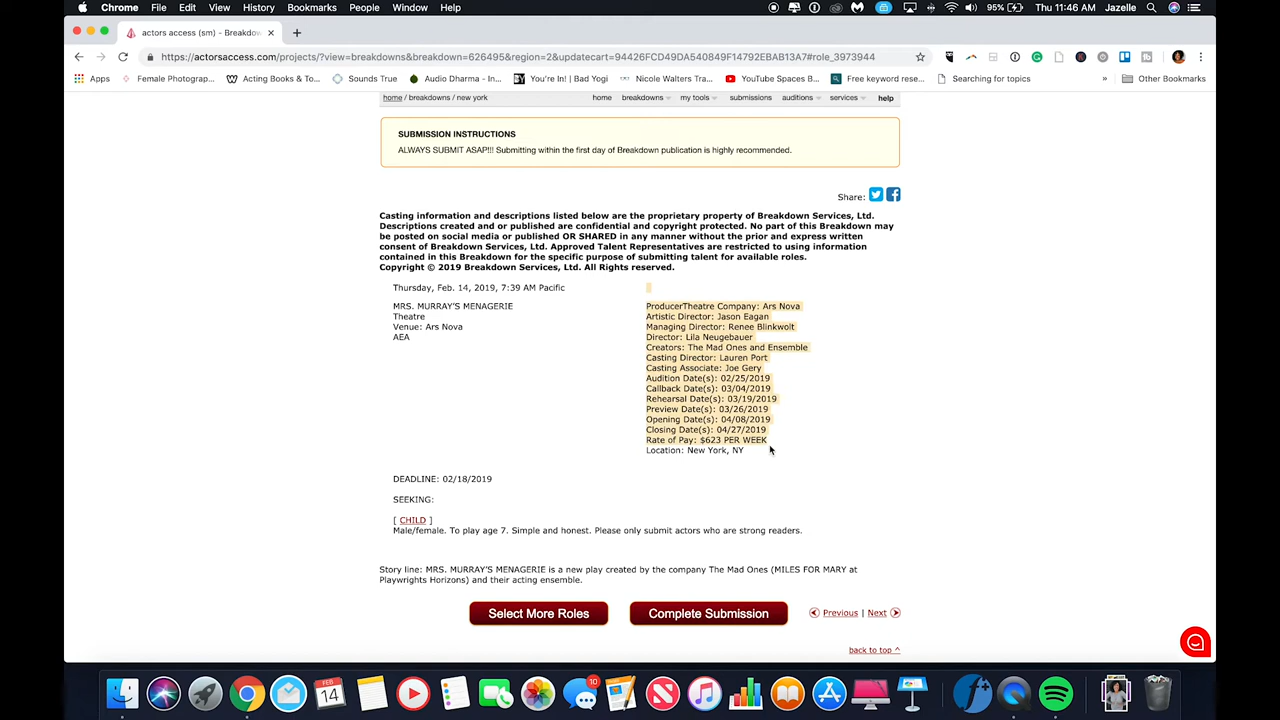 Chrome File Edit View History Bookmarks People Window Help 95% Thu 11:46 AM Jazelle
actors access (sm) - Breakdow
https://actorsaccess.com/projects/?view=breakdowns&breakdown=626495&region=2&updatecart=94426FCD49DA540849F14792EBAB13A7#role_3973944
Apps Female Photograp... Acting Books & To... Sounds True Audio Dharma - In... You're In! | Bad Yogi Nicole Walters Tra... YouTube Spaces B... Free keyword rese... Searching for topics » Other Bookmarks
home / breakdowns / new york home breakdowns my tools submissions auditions services help
SUBMISSION INSTRUCTIONS
ALWAYS SUBMIT ASAP!!! Submitting within the first day of Breakdown publication is highly recommended.
Share:
Casting information and descriptions listed below are the proprietary property of Breakdown Services, Ltd.
Descriptions created and or published are confidential and copyright protected. No part of this Breakdown may
be posted on social media or published OR SHARED in any manner without the prior and express written
consent of Breakdown Services, Ltd. Approved Talent Representatives are restricted to using information
contained in this Breakdown for the specific purpose of submitting talent for available roles.
Copyright © 2019 Breakdown Services, Ltd. All Rights reserved.
Thursday, Feb. 14, 2019, 7:39 AM Pacific
MRS. MURRAY'S MENAGERIE
Theatre
Venue: Ars Nova
AEA
ProducerTheatre Company: Ars Nova
Artistic Director: Jason Eagan
Managing Director: Renee Blinkwolt
Director: Lila Neugebauer
Creators: The Mad Ones and Ensemble
Casting Director: Lauren Port
Casting Associate: Joe Gery
Audition Date(s): 02/25/2019
Callback Date(s): 03/04/2019
Rehearsal Date(s): 03/19/2019
Preview Date(s): 03/26/2019
Opening Date(s): 04/08/2019
Closing Date(s): 04/27/2019
Rate of Pay: $623 PER WEEK
Location: New York, NY
DEADLINE: 02/18/2019
SEEKING:
[ CHILD ]
Male/female. To play age 7. Simple and honest. Please only submit actors who are strong readers.
Story line: MRS. MURRAY'S MENAGERIE is a new play created by the company The Mad Ones (MILES FOR MARY at
Playwrights Horizons) and their acting ensemble.
Select More Roles Complete Submission Previous | Next
back to top ^
FEB
14
10